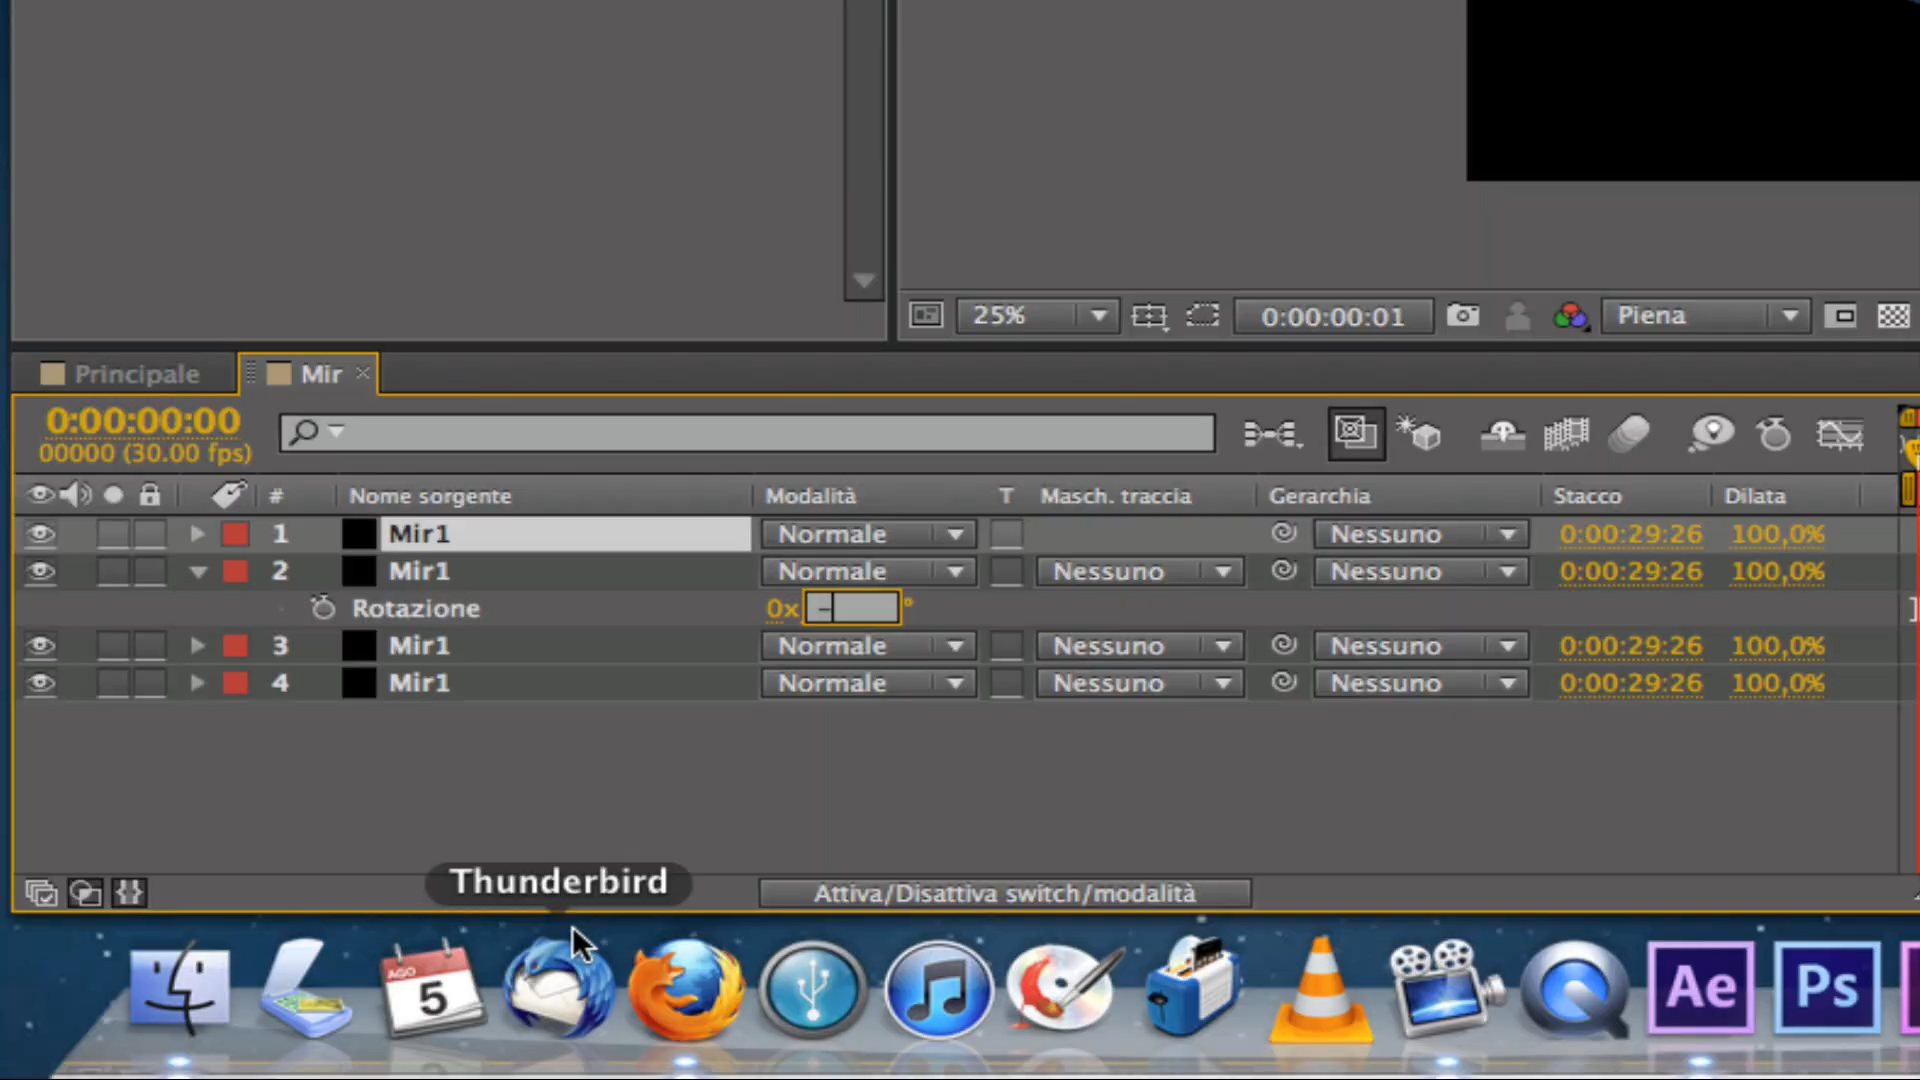 25%
0:00:00:01
Piena
Principale
Mir
0:00:00:00
00000 (30.00 fps)
# Nome sorgente Modalità T Masch. traccia Gerarchia Stacco Dilata
1 Mir1 Normale Nessuno 0:00:29:26 100,0%
2 Mir1 Normale Nessuno Nessuno 0:00:29:26 100,0%
Rotazione 0x - °
3 Mir1 Normale Nessuno Nessuno 0:00:29:26 100,0%
4 Mir1 Normale Nessuno Nessuno 0:00:29:26 100,0%
Thunderbird
Attiva/Disattiva switch/modalità
AGO
5
Ae
Ps